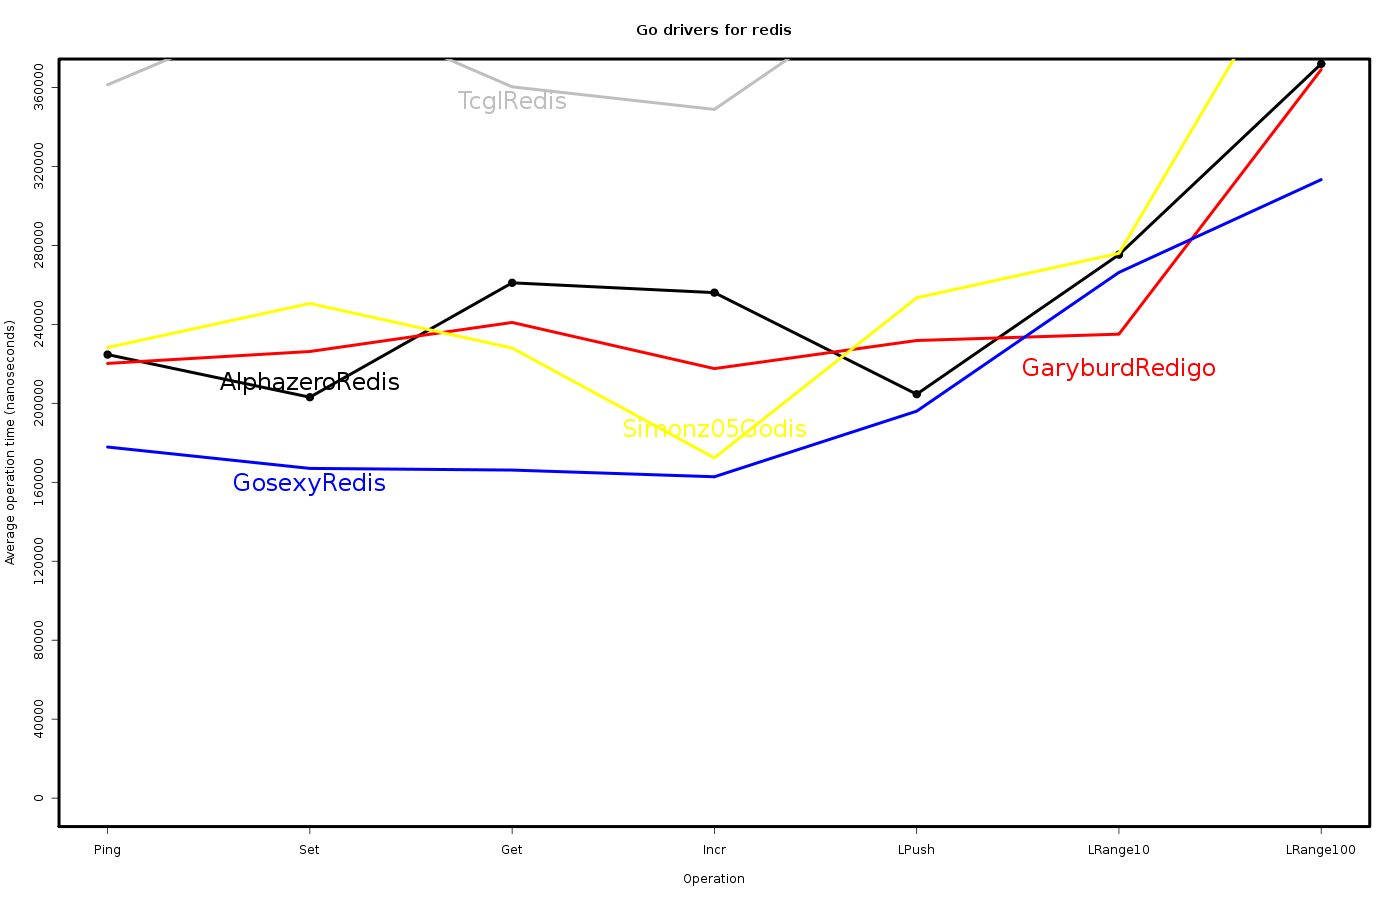 Go drivers for redis
TcglRedis
AlphazeroRedis
GaryburdRedigo
Simonz05Godis
GosexyRedis
Average operation time (nanoseconds)
360000
320000
280000
240000
200000
160000
120000
80000
40000
0
Ping Set Get Incr LPush LRange10 LRange100
Operation